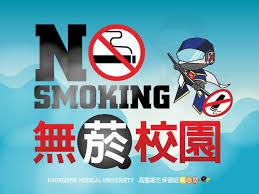 NO
SMOKING
無菸校園
KAOHSIUNG MEDICAL UNIVERSITY